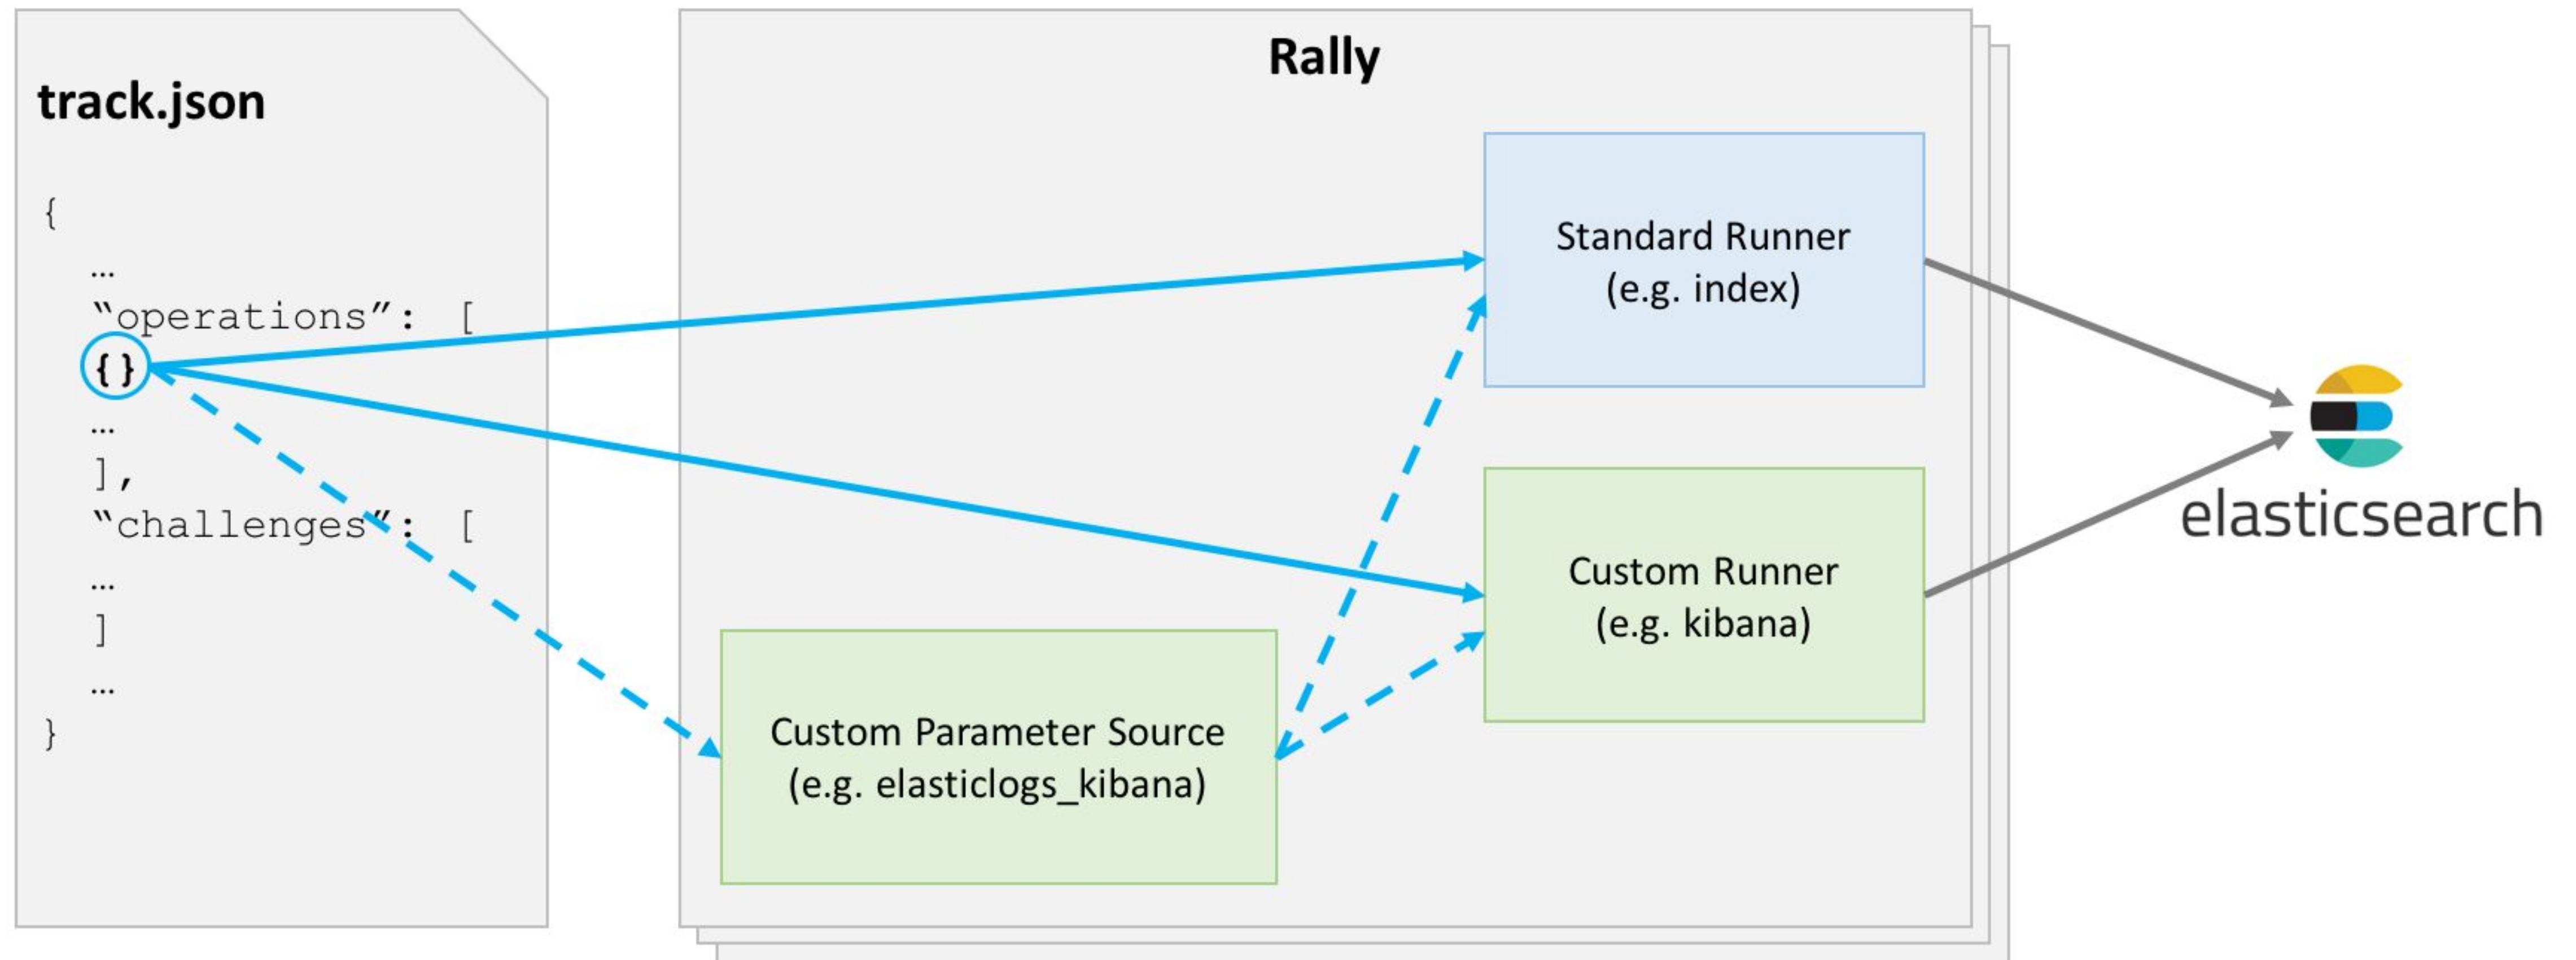 track.json
{
…
“operations”: [
{ }
…
],
“challenges”: [
…
]
…
}
Rally
Standard Runner
(e.g. index)
Custom Runner
(e.g. kibana)
Custom Parameter Source
(e.g. elasticlogs_kibana)
elasticsearch